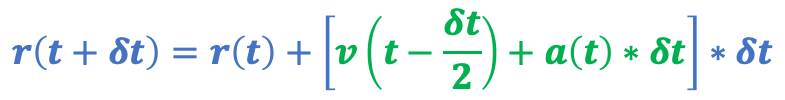 r(t + δt) = r(t) + [v(t − δt/2) + a(t) * δt] * δt